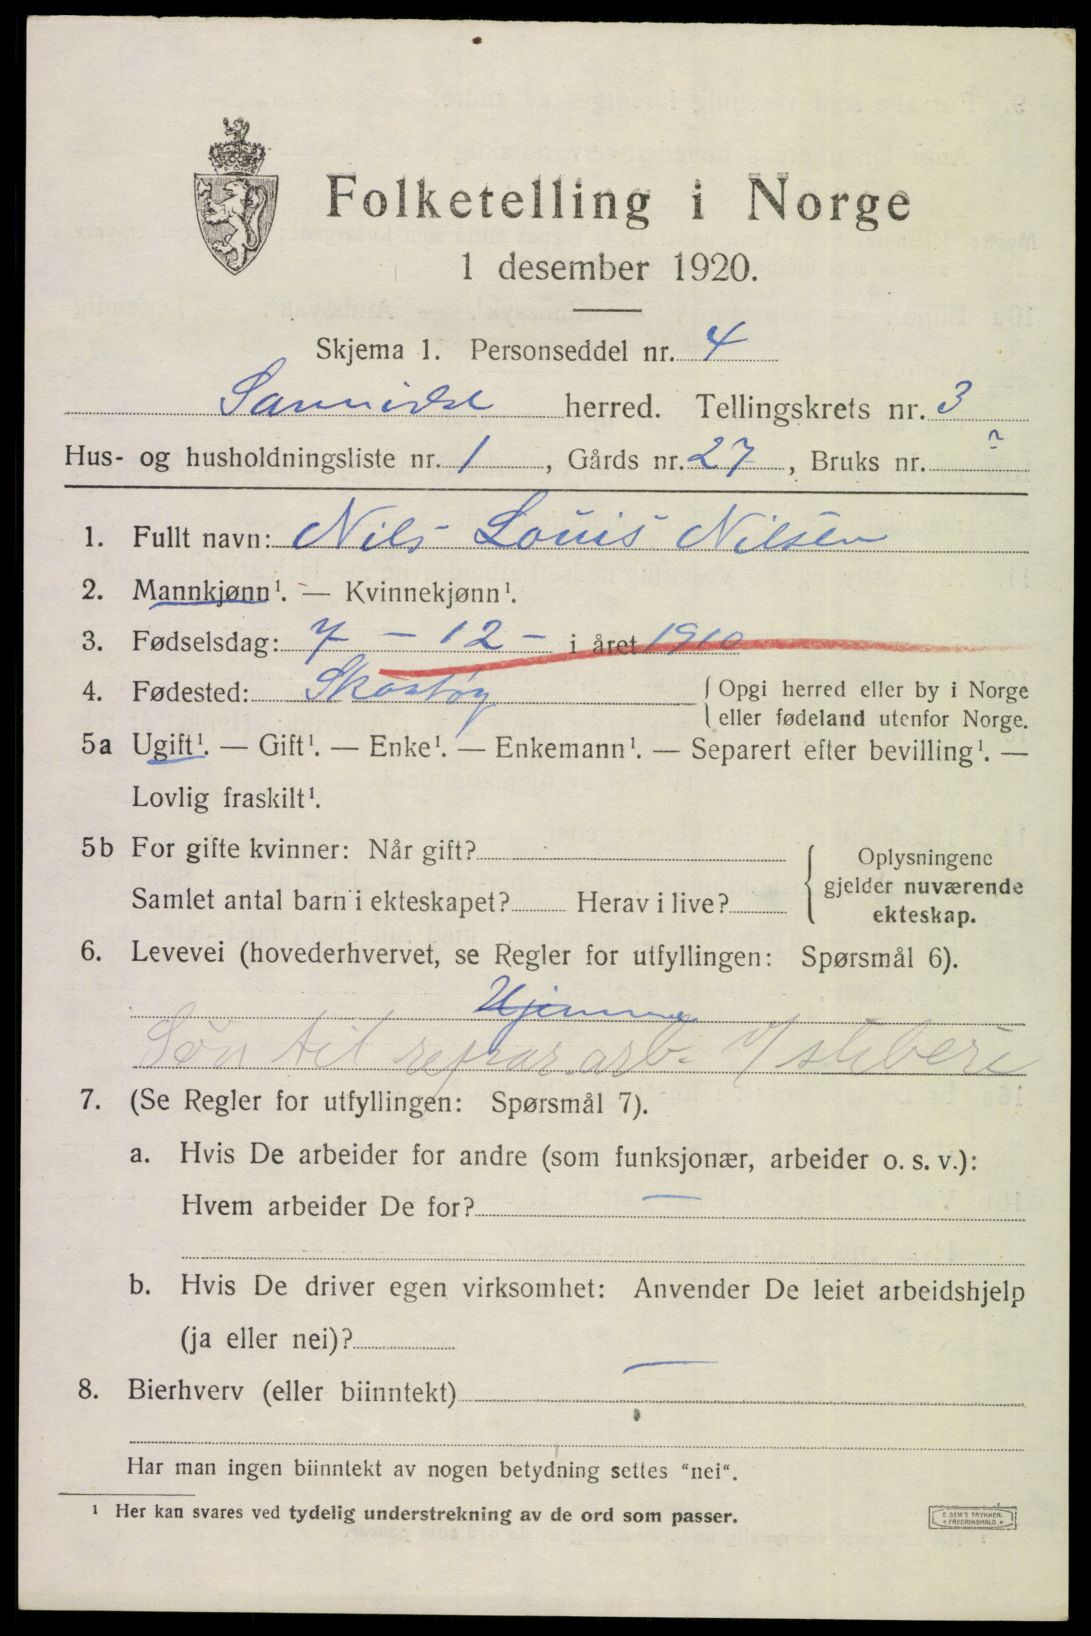 Folketelling i Norge
1 desember 1920.
Skjema 1. Personseddel nr. 4
Sannidal herred. Tellingskrets nr. 3
Hus- og husholdningsliste nr. 1, Gårds nr. 27, Bruks nr.
1. Fullt navn: Nils Louis Nilsen
2. Mannkjønn¹. — Kvinnekjønn¹.
3. Fødselsdag: 7 - 12 - i året 1910
4. Fødested: Skåtøy { Opgi herred eller by i Norge
eller fødeland utenfor Norge.
5a Ugift¹. — Gift¹. — Enke¹. — Enkemann¹. — Separert efter bevilling¹. —
Lovlig fraskilt¹.
5b For gifte kvinner: Når gift? { Oplysningene
gjelder nuværende
Samlet antal barn i ekteskapet? Herav i live? ekteskap.
6. Levevei (hovederhvervet, se Regler for utfyllingen: Spørsmål 6).
Hjemme
Søn til repar.arb. v/
7. (Se Regler for utfyllingen: Spørsmål 7).
a. Hvis De arbeider for andre (som funksjonær, arbeider o. s. v.):
Hvem arbeider De for? —
b. Hvis De driver egen virksomhet: Anvender De leiet arbeidshjelp
(ja eller nei)?
8. Bierhverv (eller biinntekt) —
Har man ingen biinntekt av nogen betydning settes "nei".
¹ Her kan svares ved tydelig understrekning av de ord som passer.
E. SEM'S TRYKKERI
FREDRIKSHALD